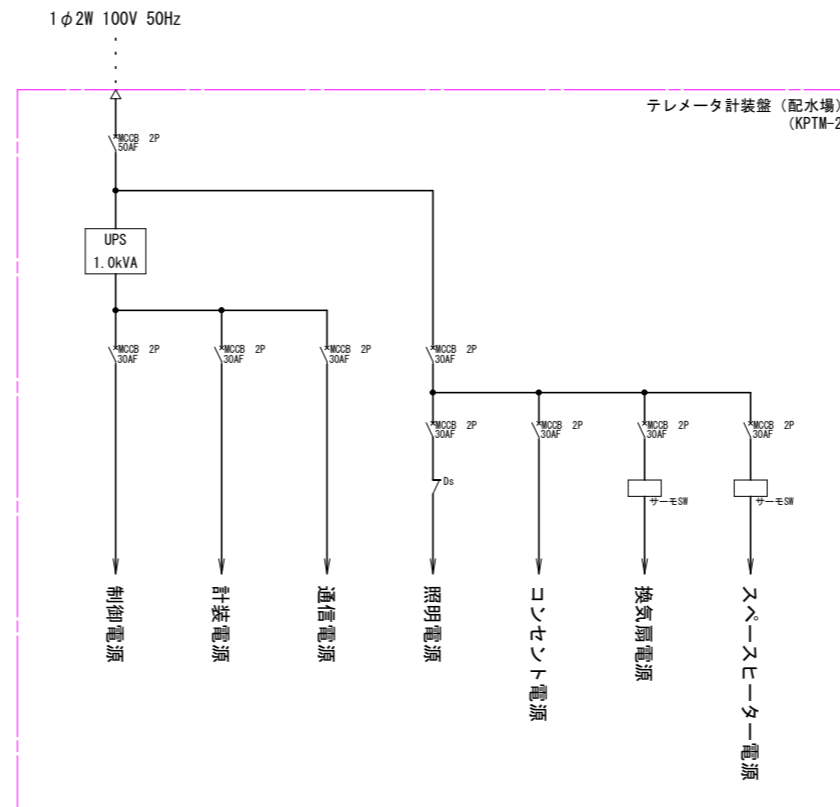 1φ2W 100V 50Hz
テレメータ計装盤（配水場)
(KPTM-2
MCCB 2P
50AF
UPS
1.0kVA
MCCB 2P
30AF
MCCB 2P
30AF
MCCB 2P
30AF
MCCB 2P
30AF
MCCB 2P
30AF
MCCB 2P
30AF
MCCB 2P
30AF
MCCB 2P
30AF
Ds
サーモSW
サーモSW
制御電源
計装電源
通信電源
照明電源
コンセント電源
換気扇電源
スペースヒーター電源